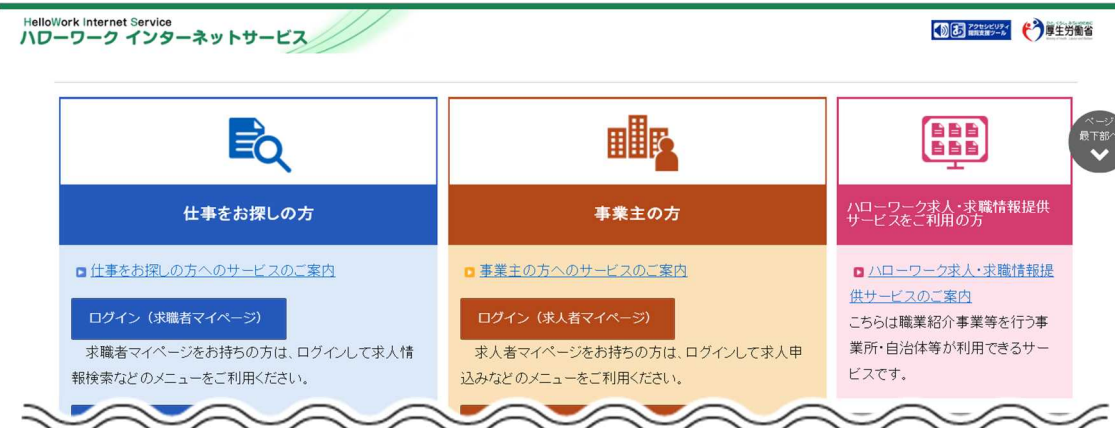 HelloWork Internet Service
ハローワーク インターネットサービス
アクセシビリティ
閲覧支援ツール
厚生労働省
ページ
最下部へ
仕事をお探しの方
仕事をお探しの方へのサービスのご案内
ログイン（求職者マイページ）
求職者マイページをお持ちの方は、ログインして求人情
報検索などのメニューをご利用ください。
事業主の方
事業主の方へのサービスのご案内
ログイン（求人者マイページ）
求人者マイページをお持ちの方は、ログインして求人申
込みなどのメニューをご利用ください。
ハローワーク求人・求職情報提供
サービスをご利用の方
ハローワーク求人・求職情報提
供サービスのご案内
こちらは職業紹介事業等を行う事
業所・自治体等が利用できるサー
ビスです。